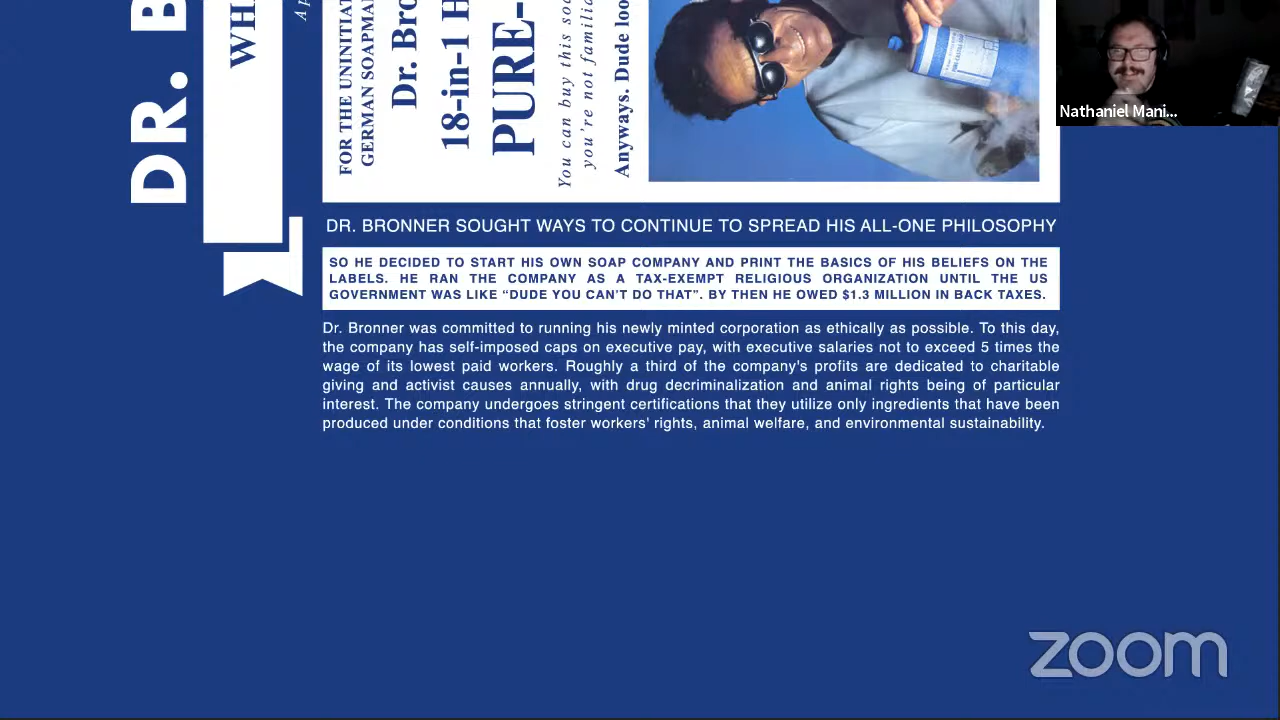 DR. B
WHA
FOR THE UNINITIAT
GERMAN SOAPMA
Dr. Bro
18-in-1 H
PURE-
You can buy this soa
you're not familia
Anyways. Dude loo
Nathaniel Mani...
DR. BRONNER SOUGHT WAYS TO CONTINUE TO SPREAD HIS ALL-ONE PHILOSOPHY
SO HE DECIDED TO START HIS OWN SOAP COMPANY AND PRINT THE BASICS OF HIS BELIEFS ON THE
LABELS. HE RAN THE COMPANY AS A TAX-EXEMPT RELIGIOUS ORGANIZATION UNTIL THE US
GOVERNMENT WAS LIKE “DUDE YOU CAN’T DO THAT”. BY THEN HE OWED $1.3 MILLION IN BACK TAXES.
Dr. Bronner was committed to running his newly minted corporation as ethically as possible. To this day,
the company has self-imposed caps on executive pay, with executive salaries not to exceed 5 times the
wage of its lowest paid workers. Roughly a third of the company's profits are dedicated to charitable
giving and activist causes annually, with drug decriminalization and animal rights being of particular
interest. The company undergoes stringent certifications that they utilize only ingredients that have been
produced under conditions that foster workers' rights, animal welfare, and environmental sustainability.
zoom